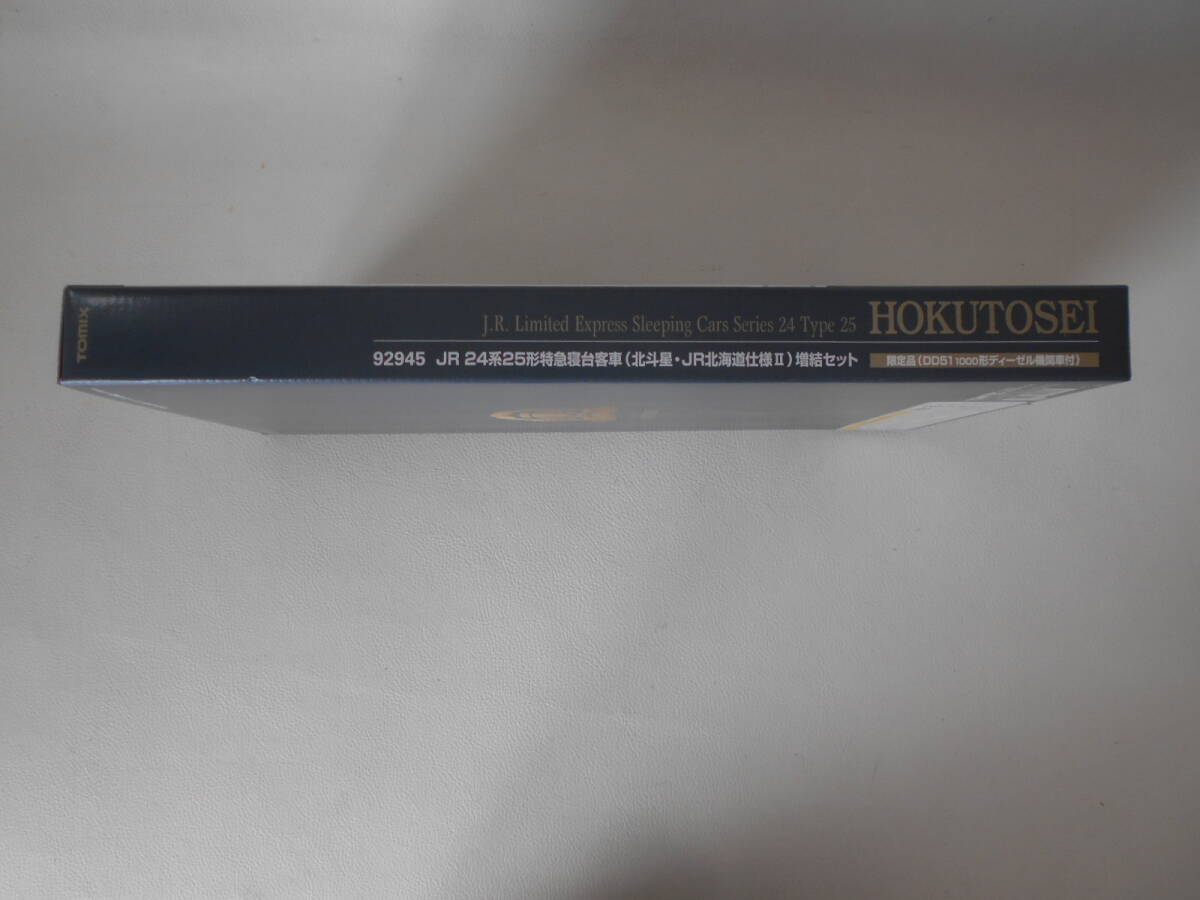 TOMIX
J.R. Limited Express Sleeping Cars Series 24 Type 25 HOKUTOSEI
92945 JR 24系25形特急寝台客車(北斗星・JR北海道仕様Ⅱ)増結セット 限定品(DD51 1000形ディーゼル機関車付)